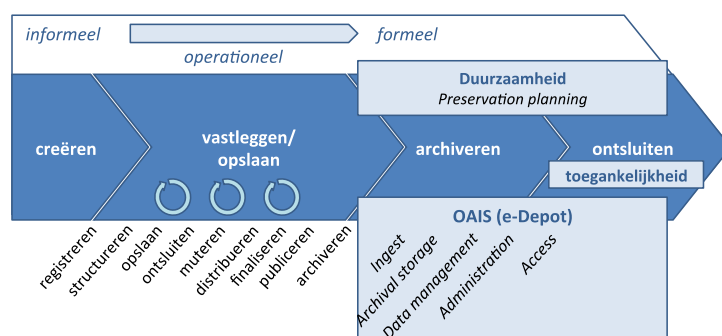 informeel
formeel
operationeel
Duurzaamheid
Preservation planning
creëren
vastleggen/
opslaan
archiveren
ontsluiten
toegankelijkheid
OAIS (e-Depot)
registreren
structureren
opslaan
ontsluiten
muteren
distribueren
finaliseren
publiceren
archiveren
Ingest
Archival storage
Data management
Administration
Access